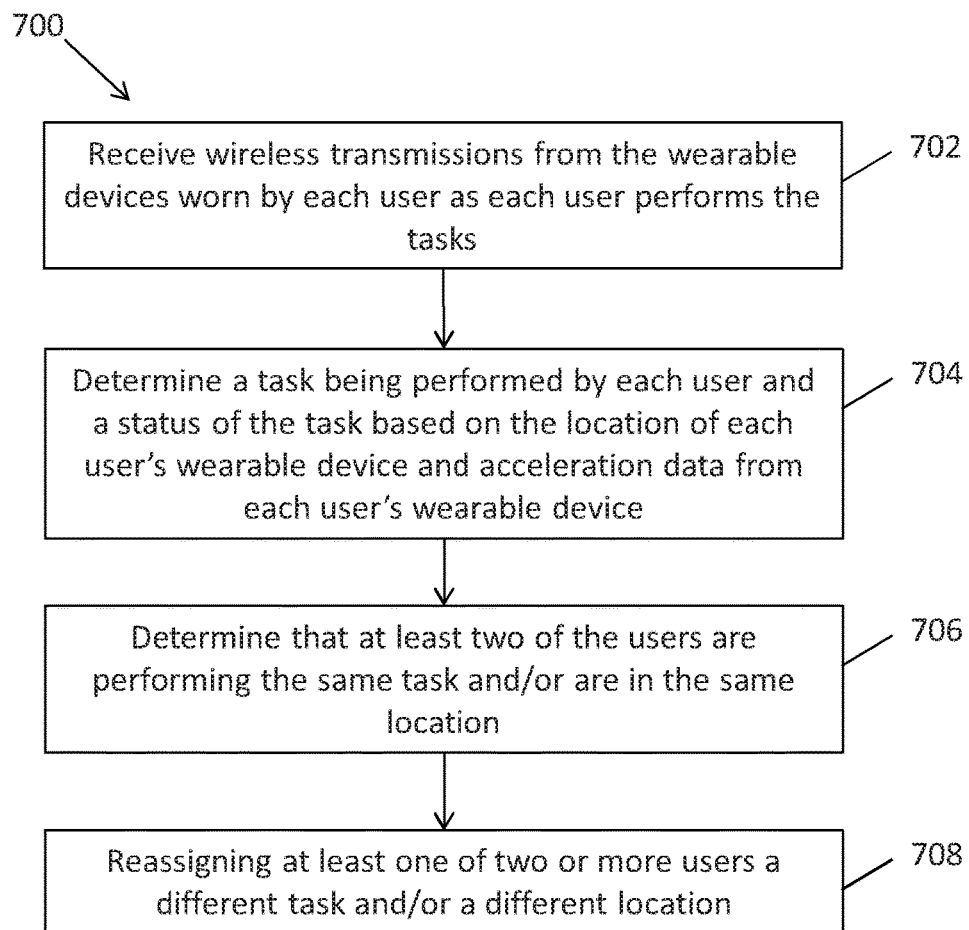 700
Receive wireless transmissions from the wearable
devices worn by each user as each user performs the
tasks
702
Determine a task being performed by each user and
a status of the task based on the location of each
user's wearable device and acceleration data from
each user's wearable device
704
Determine that at least two of the users are
performing the same task and/or are in the same
location
706
Reassigning at least one of two or more users a
different task and/or a different location
708